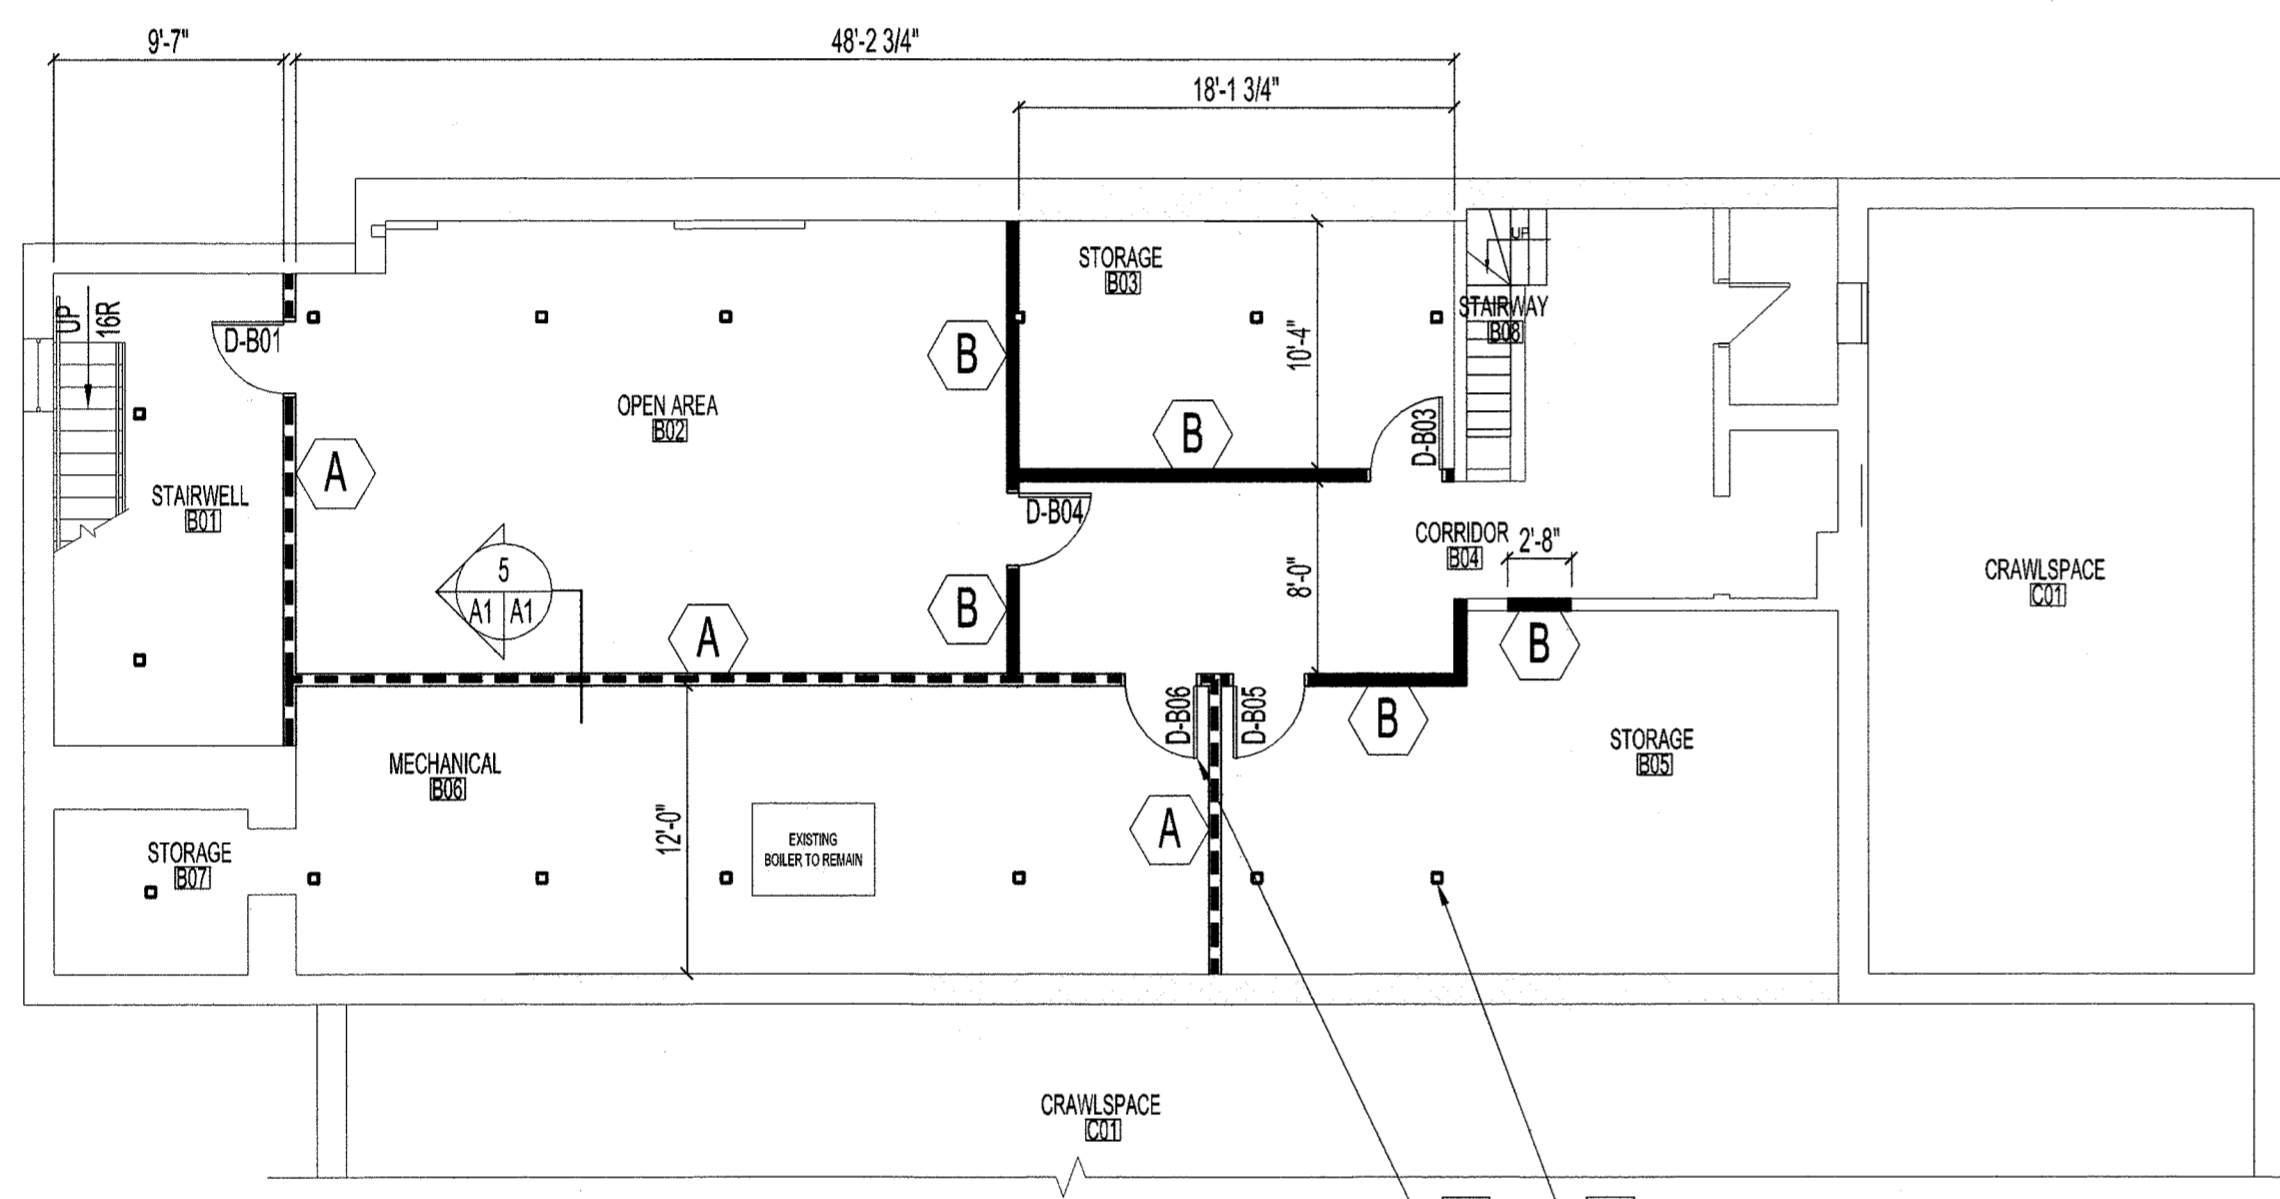 9'-7"
48'-2 3/4"
18'-1 3/4"
STORAGE
B03
UP
UP
16R
STAIRWAY
B08
D-B01
B
10'-4"
OPEN AREA
B02
B
D-B03
A
STAIRWELL
B01
D-B04
CORRIDOR
B04
2'-8"
5
A1 A1
8'-0"
CRAWLSPACE
C01
B
A
B
D-B06
D-B05
B
STORAGE
B05
MECHANICAL
B06
12'-0"
EXISTING
BOILER TO REMAIN
A
STORAGE
B07
CRAWLSPACE
C01